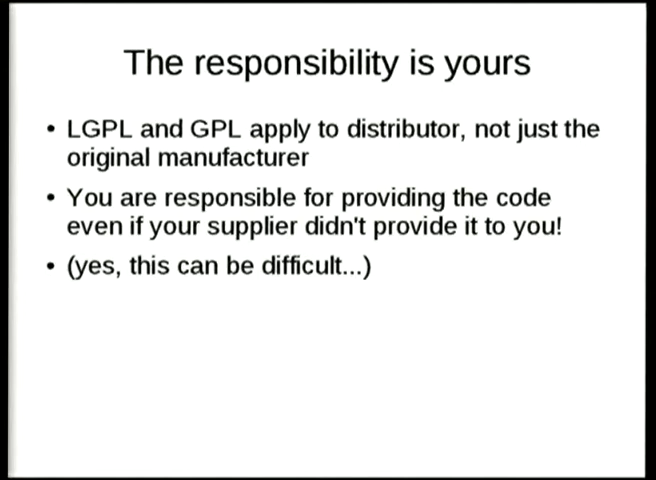 The responsibility is yours
• LGPL and GPL apply to distributor, not just the
original manufacturer
• You are responsible for providing the code
even if your supplier didn't provide it to you!
• (yes, this can be difficult...)